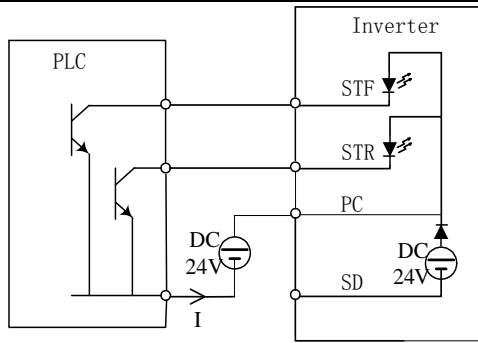 Inverter
PLC
STF
STR
PC
DC
24V
DC
24V
SD
I